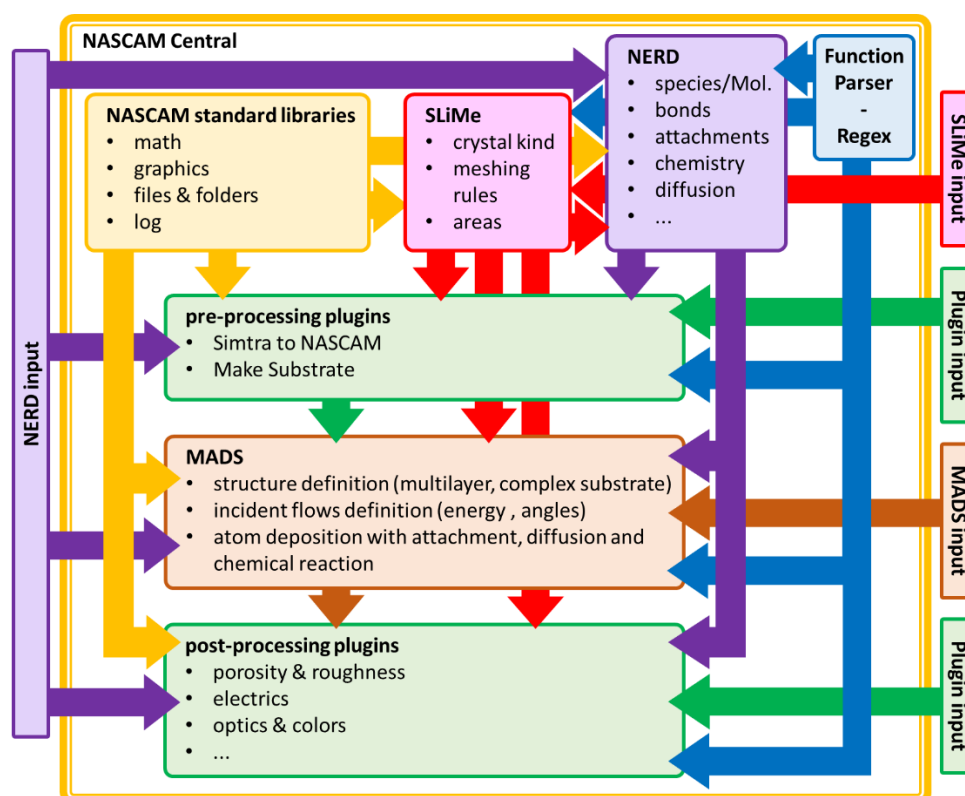 NASCAM Central
NERD input
NASCAM standard libraries
• math
• graphics
• files & folders
• log
SLiMe
• crystal kind
• meshing
rules
• areas
NERD
• species/Mol.
• bonds
• attachments
• chemistry
• diffusion
• ...
Function
Parser
-
Regex
SLiMe input
pre-processing plugins
• Simtra to NASCAM
• Make Substrate
Plugin input
MADS
• structure definition (multilayer, complex substrate)
• incident flows definition (energy , angles)
• atom deposition with attachment, diffusion and
chemical reaction
MADS input
post-processing plugins
• porosity & roughness
• electrics
• optics & colors
• ...
Plugin input